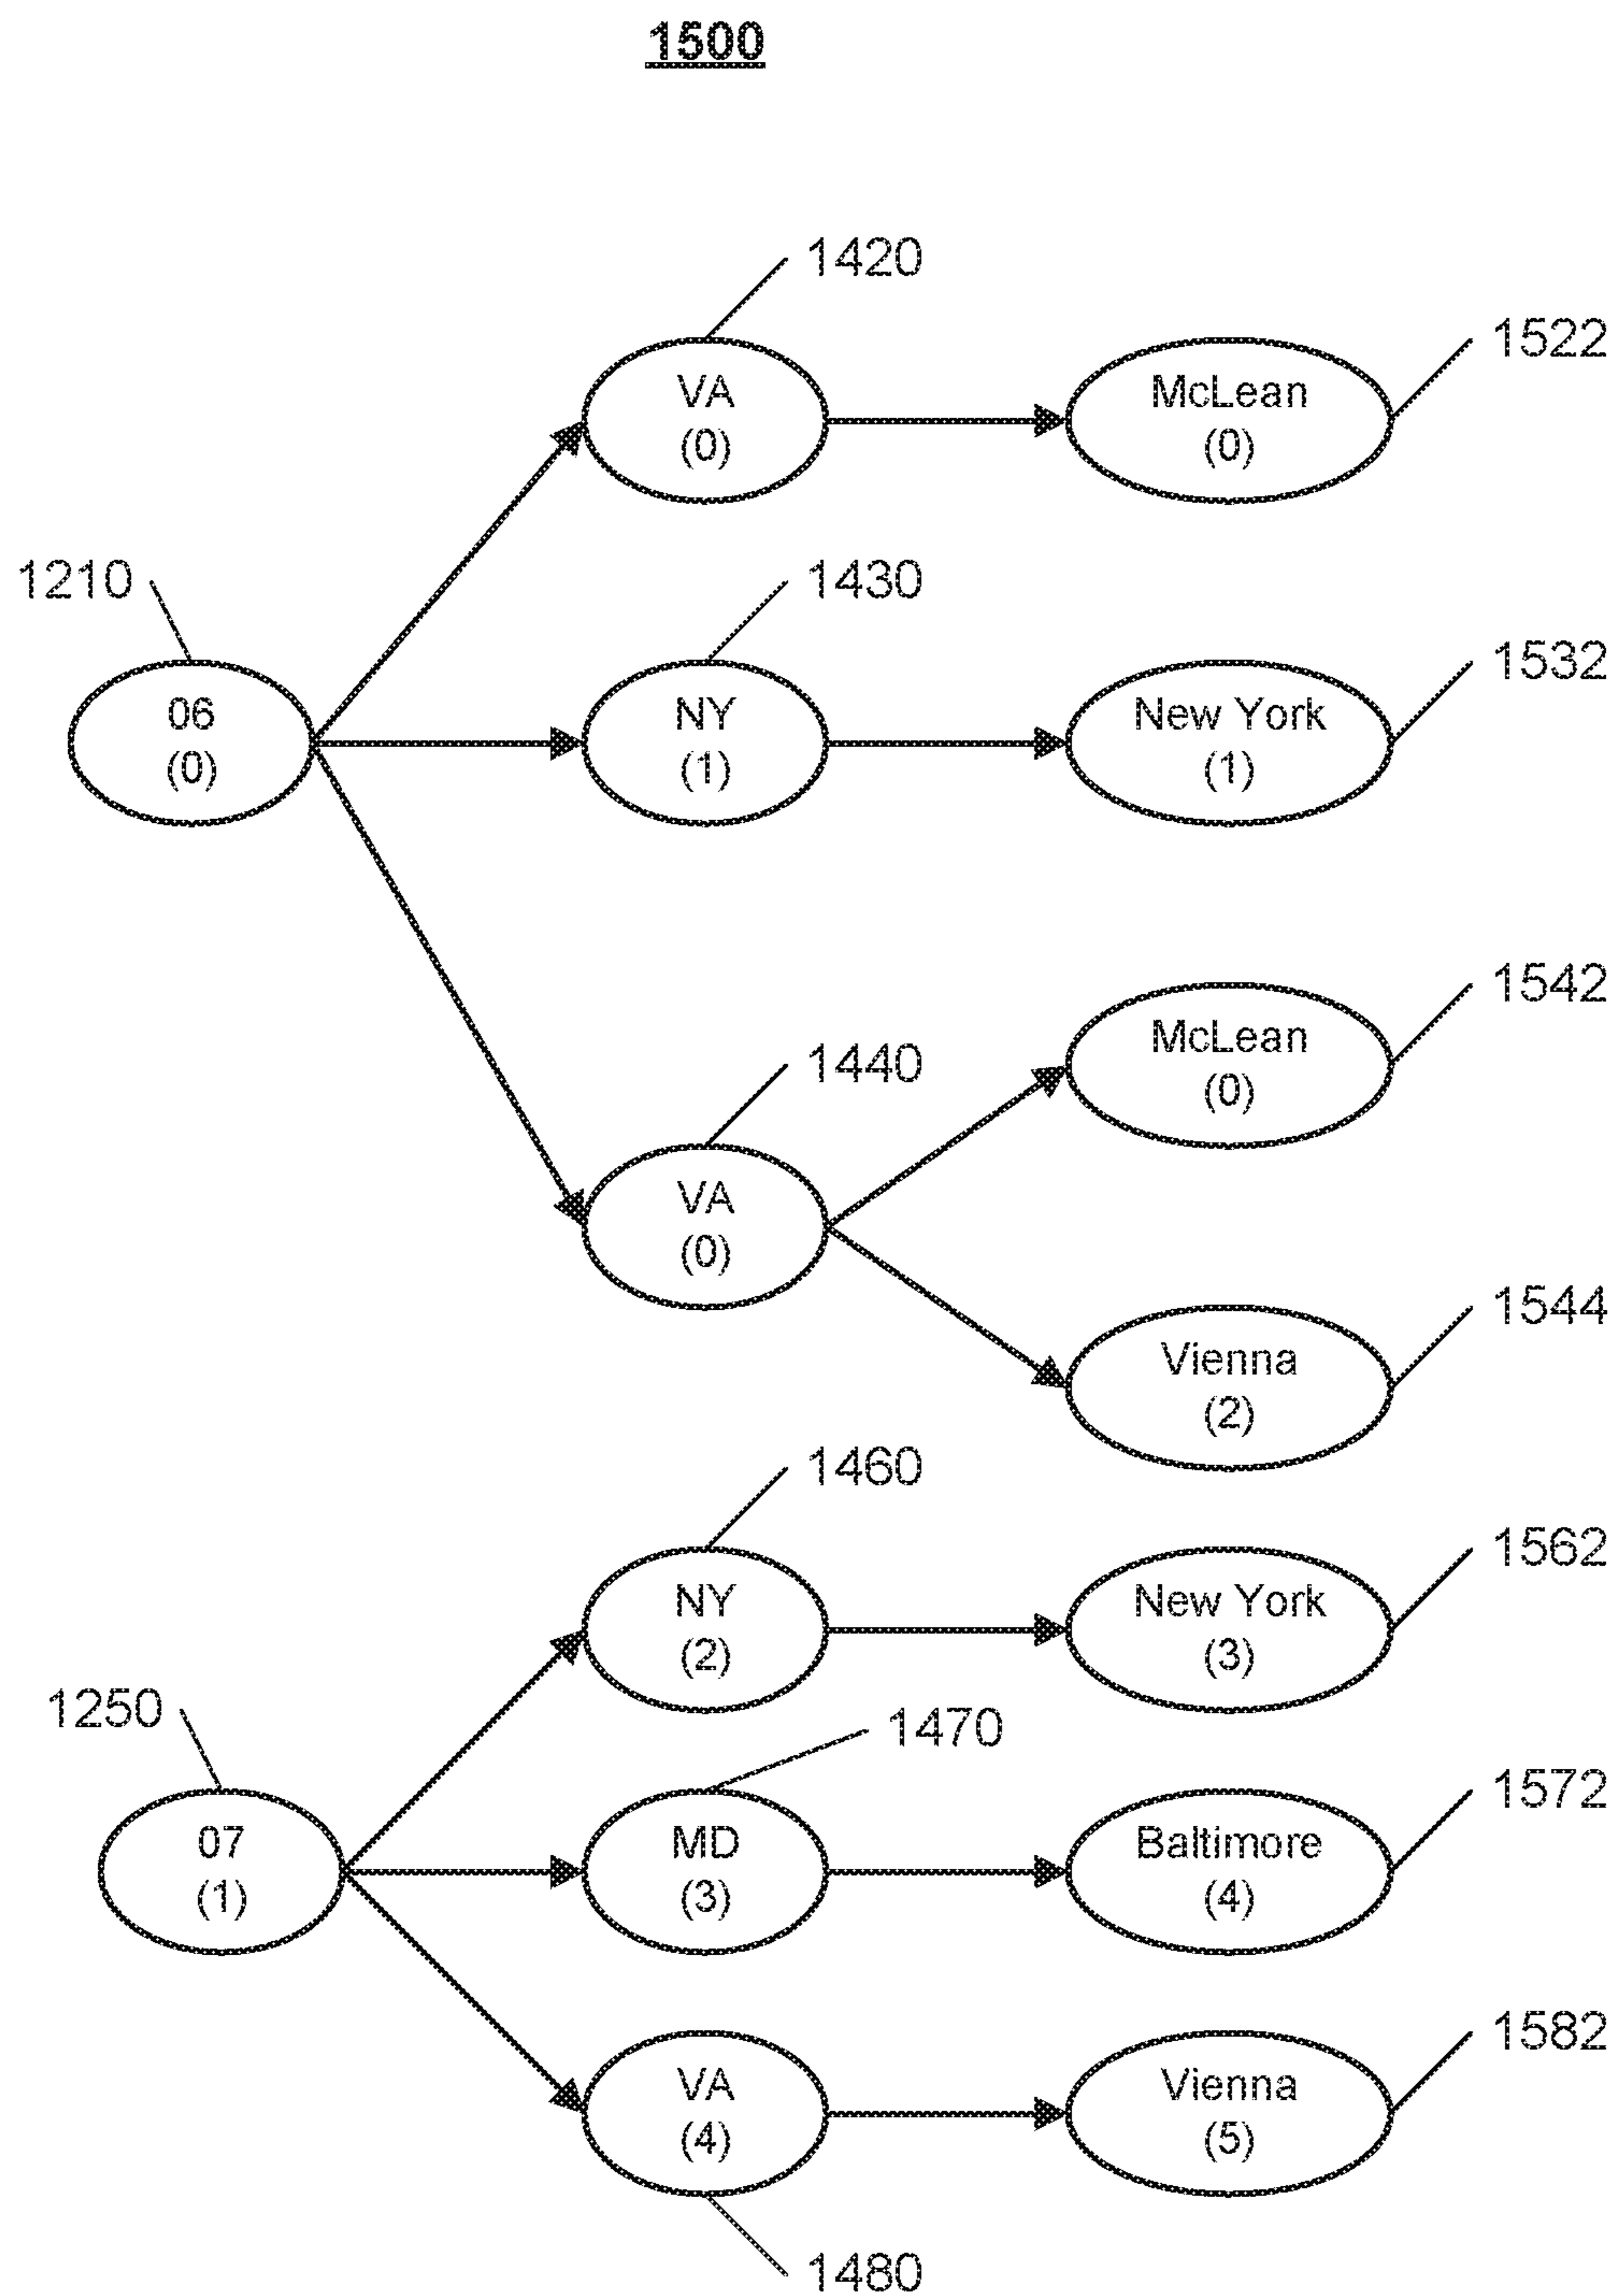 1500
1420
1522
VA
(0)
McLean
(0)
1210
1430
1532
06
(0)
NY
(1)
New York
(1)
1542
1440
McLean
(0)
VA
(0)
1544
Vienna
(2)
1460
1562
NY
(2)
New York
(3)
1250
1470
1572
07
(1)
MD
(3)
Baltimore
(4)
1582
VA
(4)
Vienna
(5)
1480